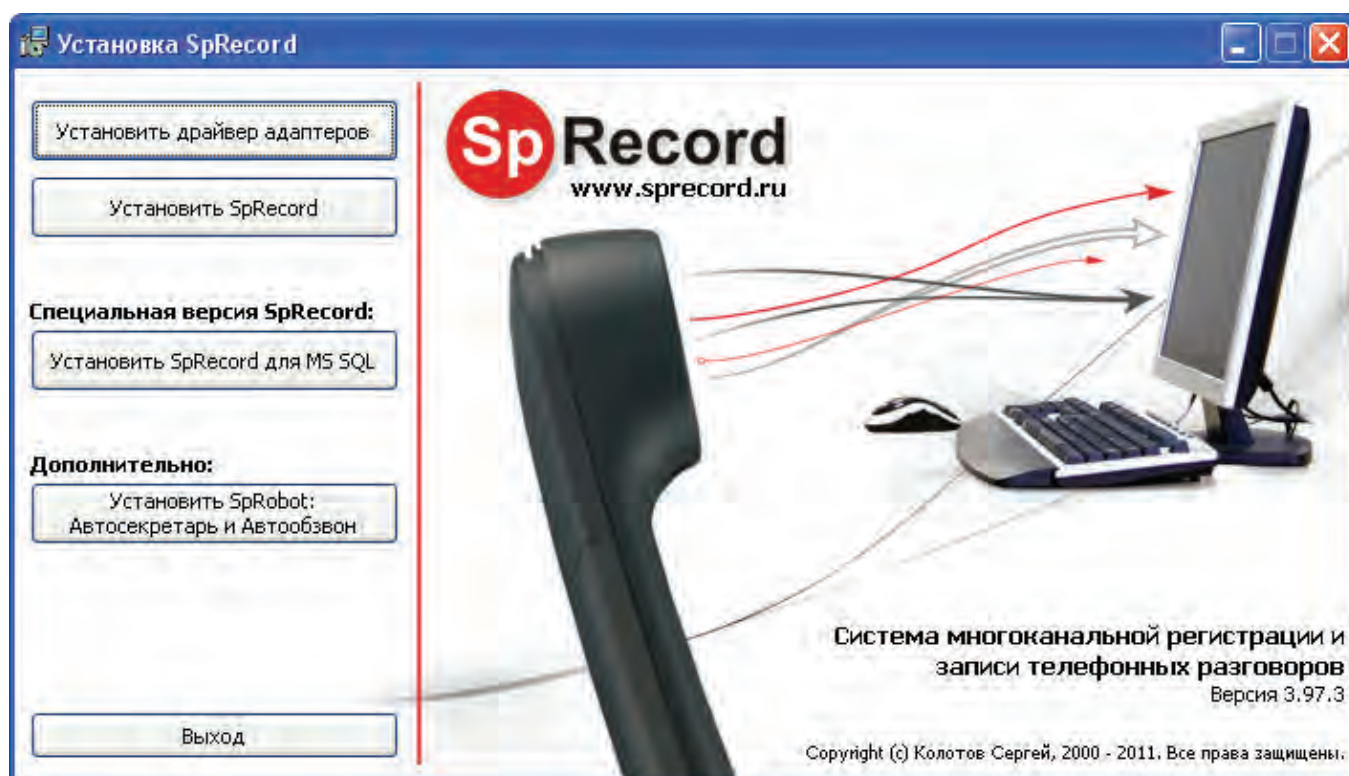 Установка SpRecord
Установить драйвер адаптеров
Установить SpRecord
Специальная версия SpRecord:
Установить SpRecord для MS SQL
Дополнительно:
Установить SpRobot:
Автосекретарь и Автообзвон
Выход
Sp Record
www.sprecord.ru
Система многоканальной регистрации и
записи телефонных разговоров
Версия 3.97.3
Copyright (c) Колотов Сергей, 2000 - 2011. Все права защищены.